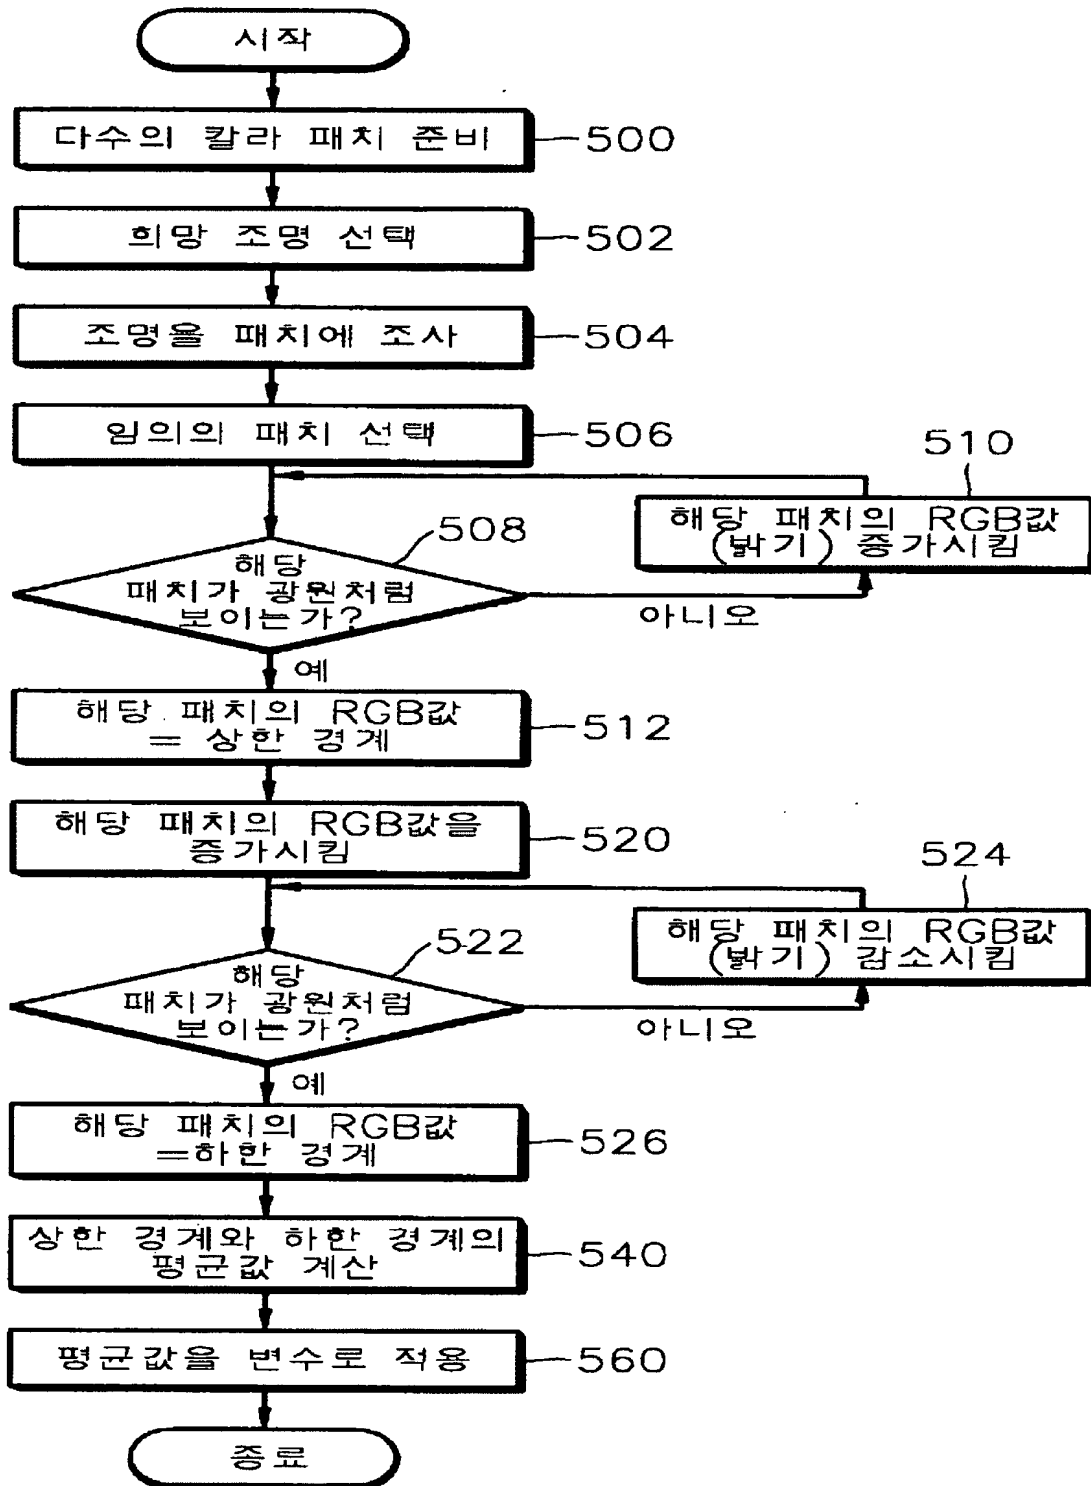 시작
다수의 칼라 패치 준비
500
희망 조명 선택
502
조명을 패치에 조사
504
임의의 패치 선택
506
510
해당 패치의 RGB값
(밝기) 증가시킴
508
해당
패치가 광원처럼
보이는가?
아니오
예
해당 패치의 RGB값
= 상한 경계
512
해당 패치의 RGB값을
증가시킴
520
524
해당 패치의 RGB값
(밝기) 감소시킴
522
해당
패치가 광원처럼
보이는가?
아니오
예
해당 패치의 RGB값
=하한 경계
526
상한 경계와 하한 경계의
평균값 계산
540
평균값을 변수로 적용
560
종료